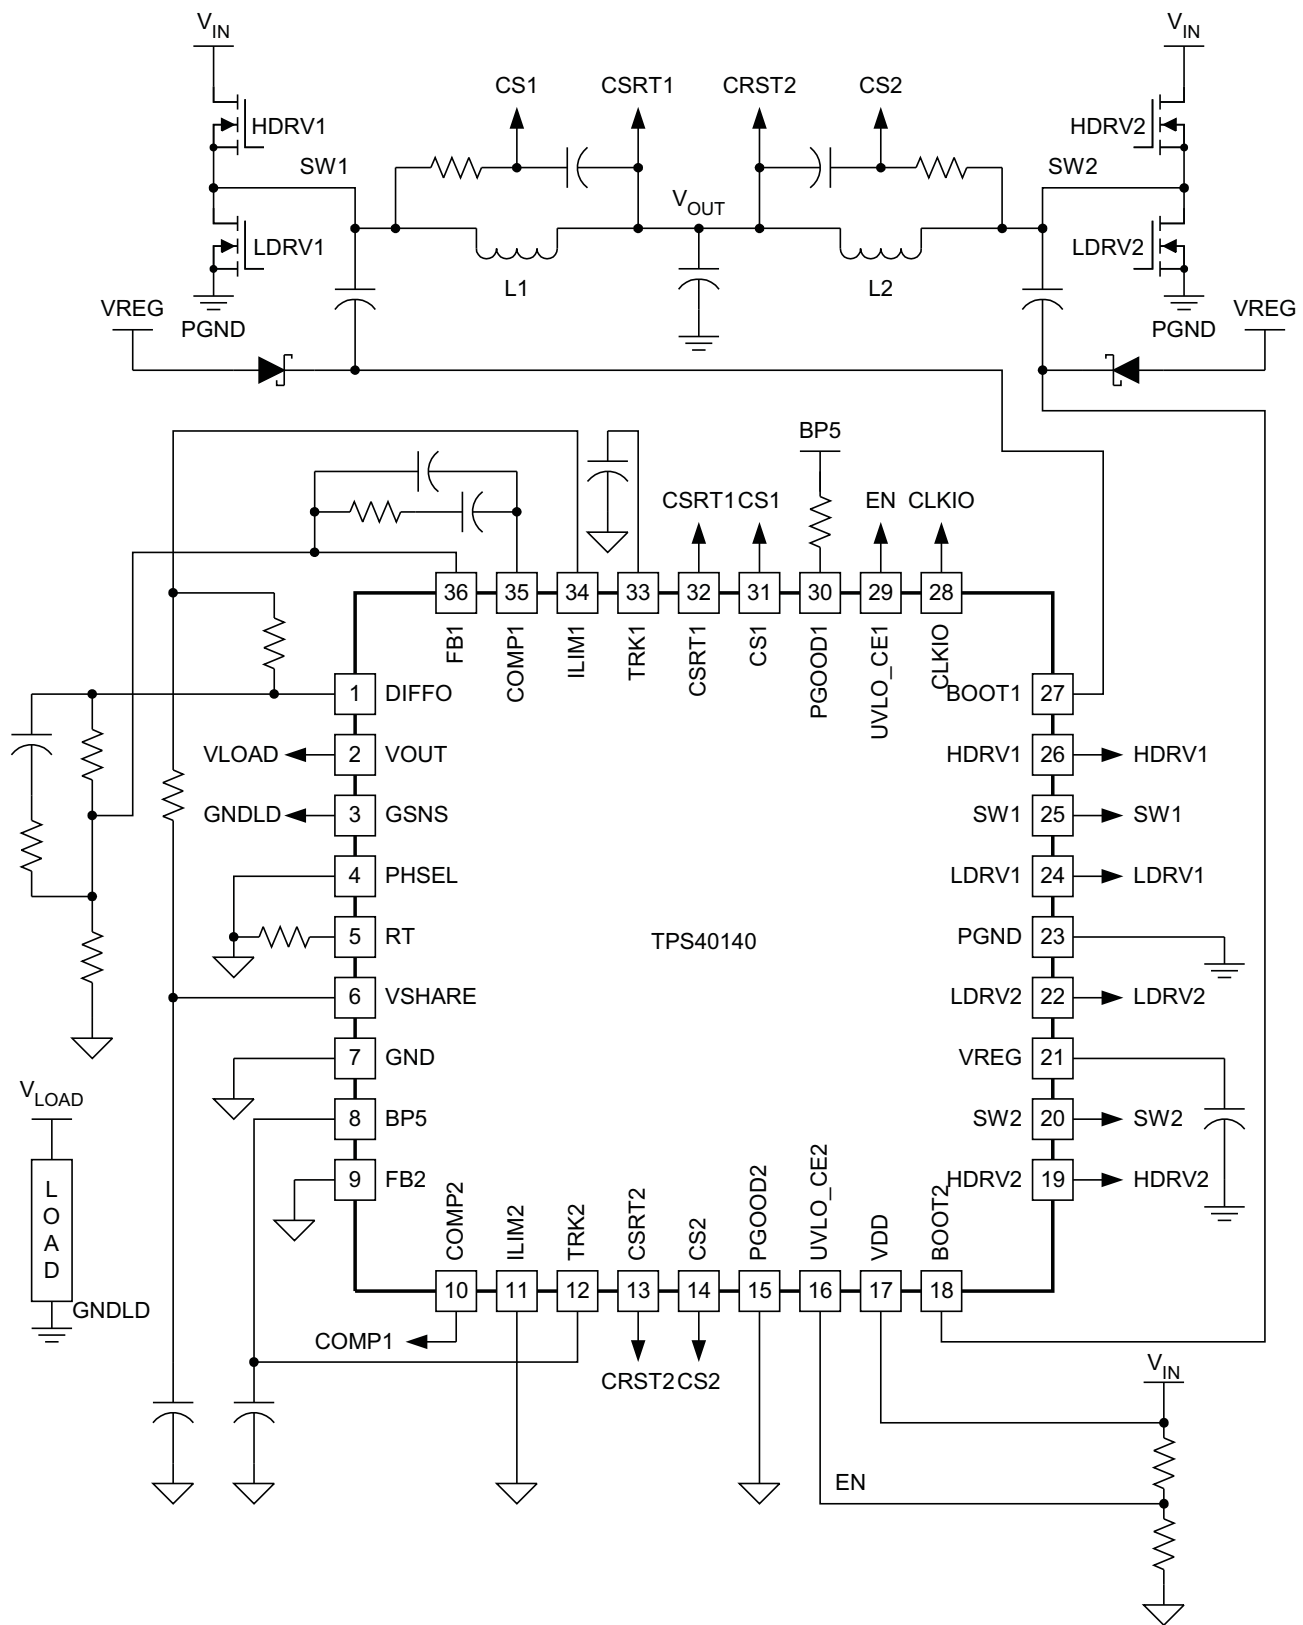 VIN
VIN
CS1
CSRT1
CRST2
CS2
HDRV1
HDRV2
SW1
SW2
VOUT
LDRV1
LDRV2
L1
L2
VREG
PGND
PGND
VREG
BP5
CSRT1
CS1
EN
CLKIO
36
35
34
33
32
31
30
29
28
FB1
COMP1
ILIM1
TRK1
CSRT1
CS1
PGOOD1
UVLO_CE1
CLKIO
1 DIFFO
BOOT1 27
VLOAD 2 VOUT
HDRV1 26 HDRV1
GNDLD 3 GSNS
SW1 25 SW1
4 PHSEL
LDRV1 24 LDRV1
5 RT
TPS40140
PGND 23
6 VSHARE
LDRV2 22 LDRV2
7 GND
VREG 21
VLOAD
8 BP5
SW2 20 SW2
9 FB2
HDRV2 19 HDRV2
L
O
A
D
GNDLD
COMP2
ILIM2
TRK2
CSRT2
CS2
PGOOD2
UVLO_CE2
VDD
BOOT2
10
11
12
13
14
15
16
17
18
COMP1
CRST2
CS2
VIN
EN